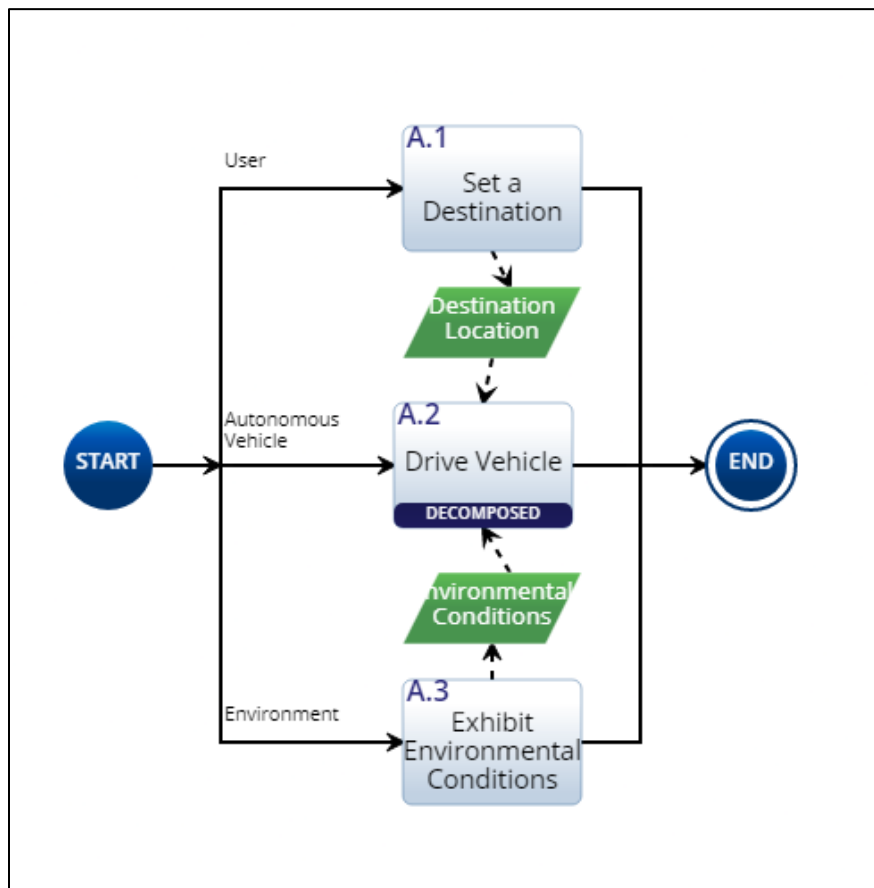 A.1
User
Set a
Destination
Destination
Location
Autonomous
Vehicle
A.2
START
Drive Vehicle
END
DECOMPOSED
nvironmental
Conditions
A.3
Environment
Exhibit
Environmental
Conditions